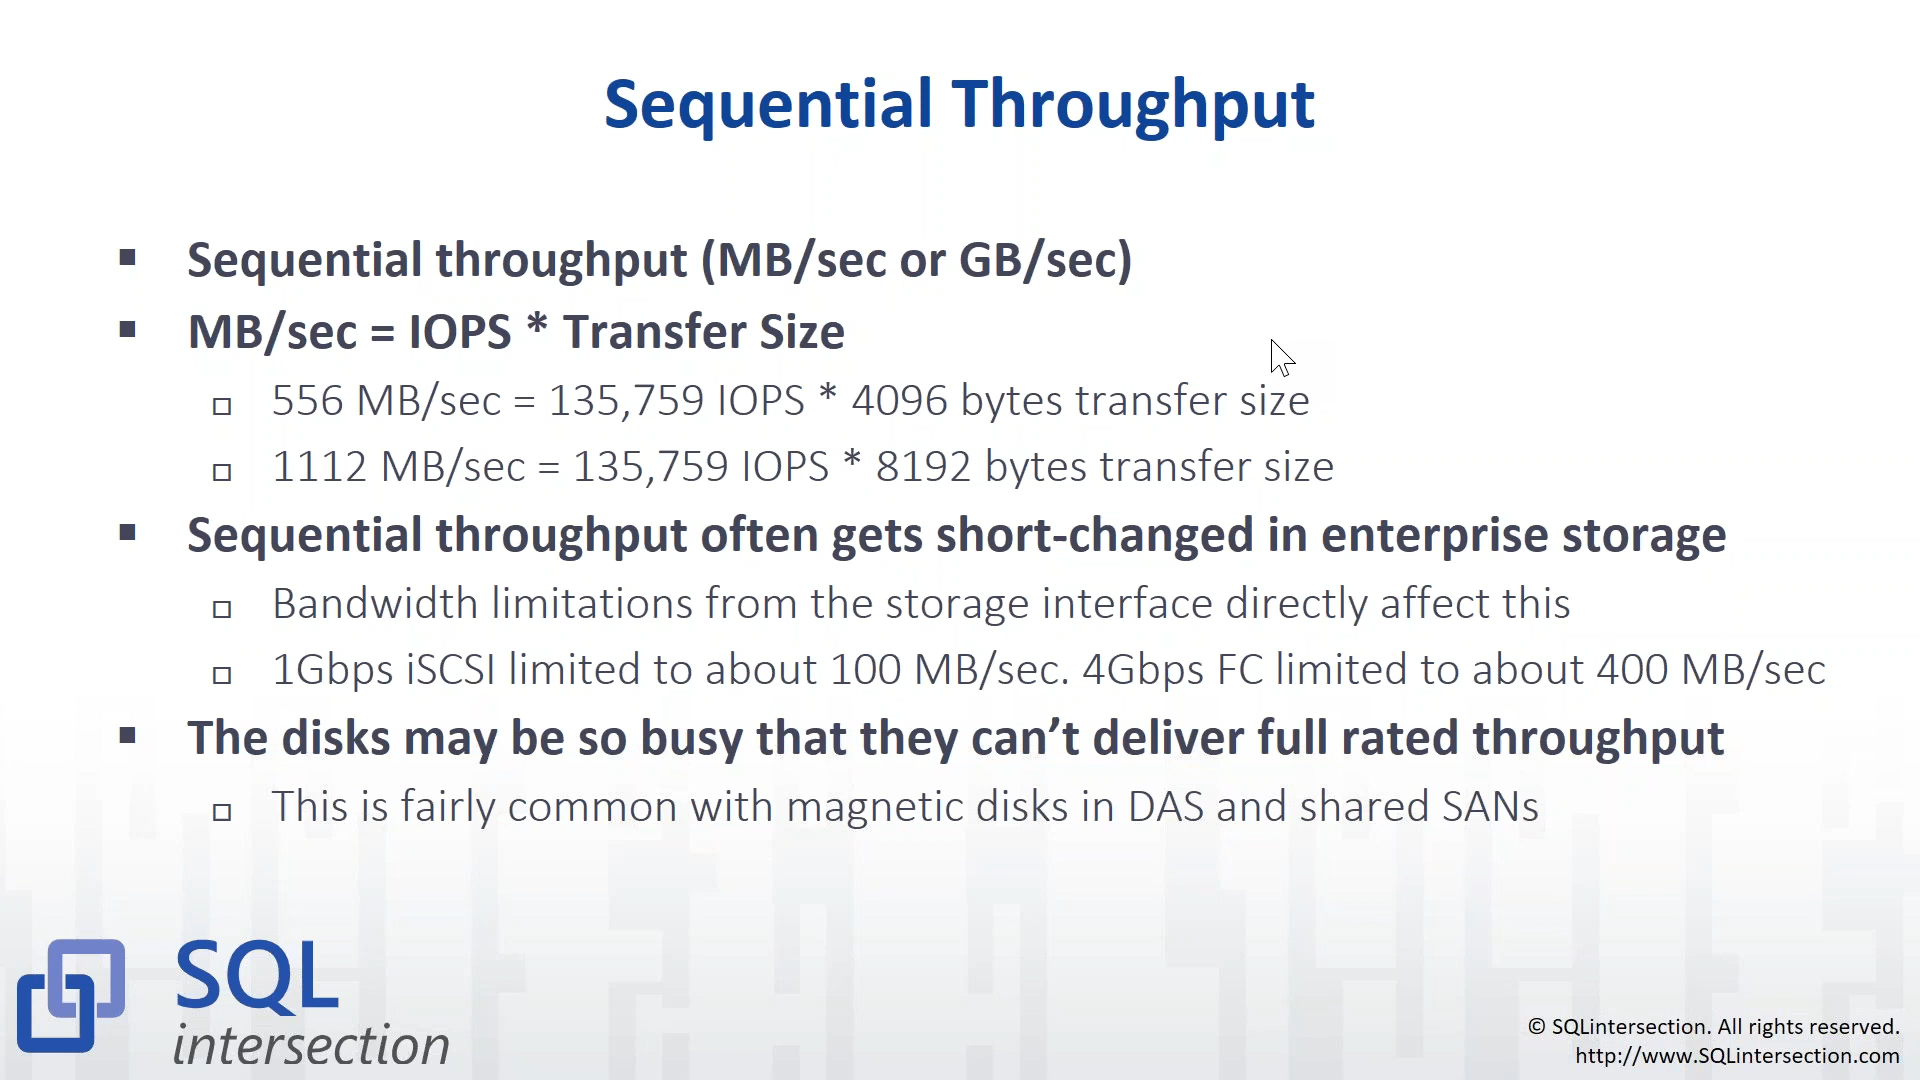 Sequential Throughput
▪ Sequential throughput (MB/sec or GB/sec)
▪ MB/sec = IOPS * Transfer Size
▫ 556 MB/sec = 135,759 IOPS * 4096 bytes transfer size
▫ 1112 MB/sec = 135,759 IOPS * 8192 bytes transfer size
▪ Sequential throughput often gets short-changed in enterprise storage
▫ Bandwidth limitations from the storage interface directly affect this
▫ 1Gbps iSCSI limited to about 100 MB/sec. 4Gbps FC limited to about 400 MB/sec
▪ The disks may be so busy that they can’t deliver full rated throughput
▫ This is fairly common with magnetic disks in DAS and shared SANs
SQL
intersection
© SQLintersection. All rights reserved.
http://www.SQLintersection.com